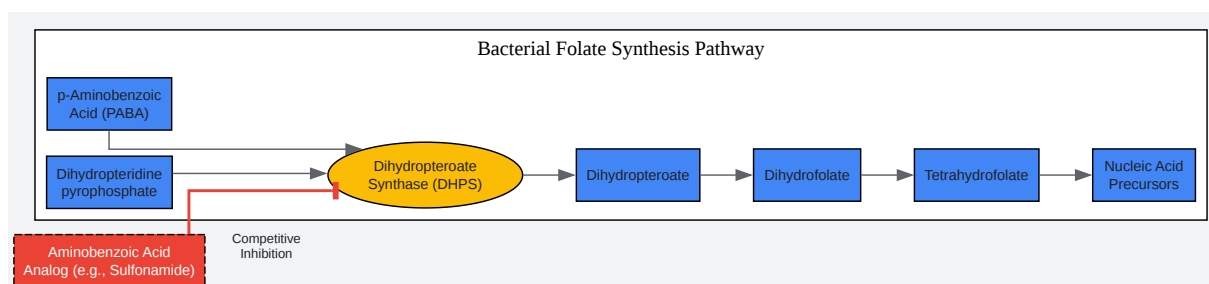 Bacterial Folate Synthesis Pathway
p-Aminobenzoic
Acid (PABA)
Dihydropteridine
pyrophosphate
Dihydropteroate
Synthase (DHPS)
Dihydropteroate
Dihydrofolate
Tetrahydrofolate
Nucleic Acid
Precursors
Aminobenzoic Acid
Analog (e.g., Sulfonamide)
Competitive
Inhibition